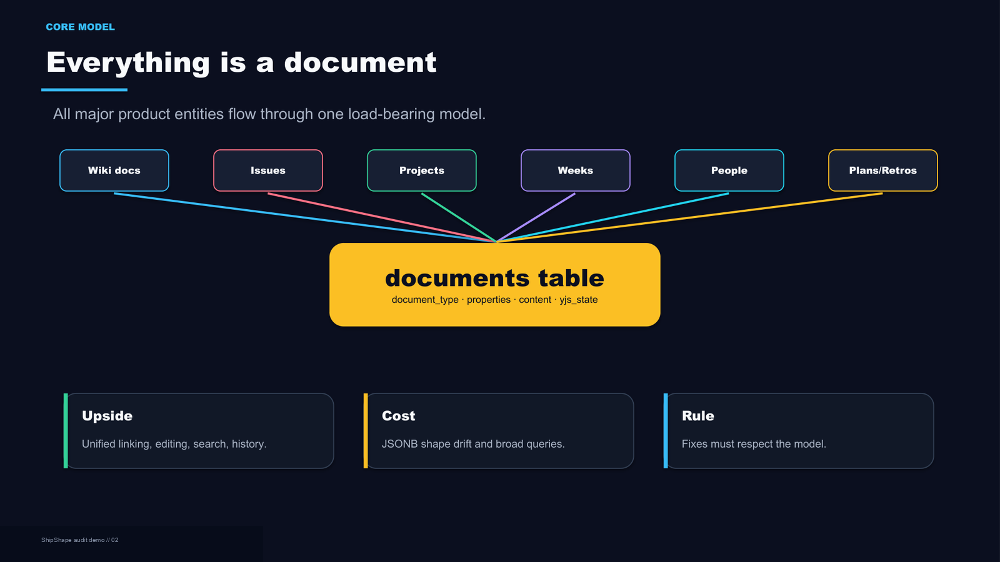 CORE MODEL
Everything is a document
All major product entities flow through one load-bearing model.
Wiki docs
Issues
Projects
Weeks
People
Plans/Retros
documents table
document_type · properties · content · yjs_state
Upside
Unified linking, editing, search, history.
Cost
JSONB shape drift and broad queries.
Rule
Fixes must respect the model.
ShipShape audit demo // 02